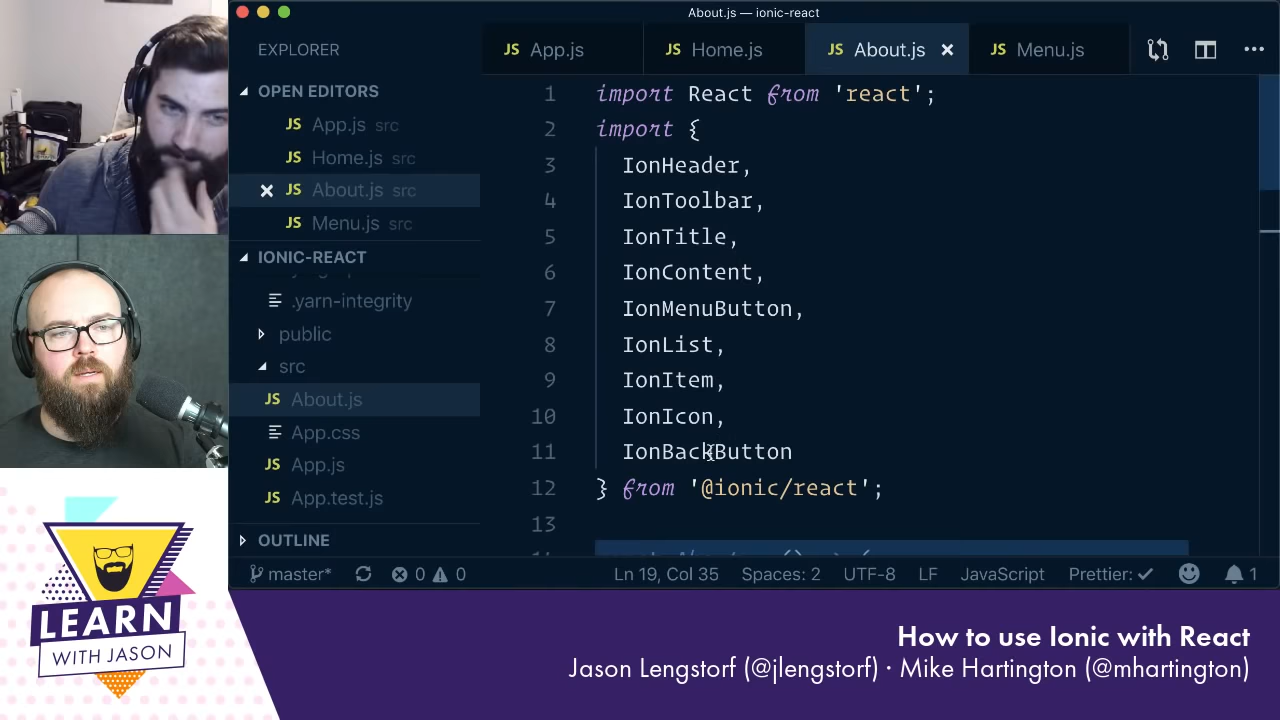 About.js — ionic-react
EXPLORER
OPEN EDITORS
JS App.js src
JS Home.js src
JS About.js src
JS Menu.js src
IONIC-REACT
.yarn-integrity
public
src
JS About.js
App.css
JS App.js
JS App.test.js
OUTLINE
JS App.js
JS Home.js
JS About.js
JS Menu.js
1 import React from 'react';
2 import {
3 IonHeader,
4 IonToolbar,
5 IonTitle,
6 IonContent,
7 IonMenuButton,
8 IonList,
9 IonItem,
10 IonIcon,
11 IonBackButton
12 } from '@ionic/react';
13
master* 0 0 Ln 19, Col 35 Spaces: 2 UTF-8 LF JavaScript Prettier: ✓ 1
LEARN
WITH JASON
How to use Ionic with React
Jason Lengstorf (@jlengstorf) · Mike Hartington (@mhartington)